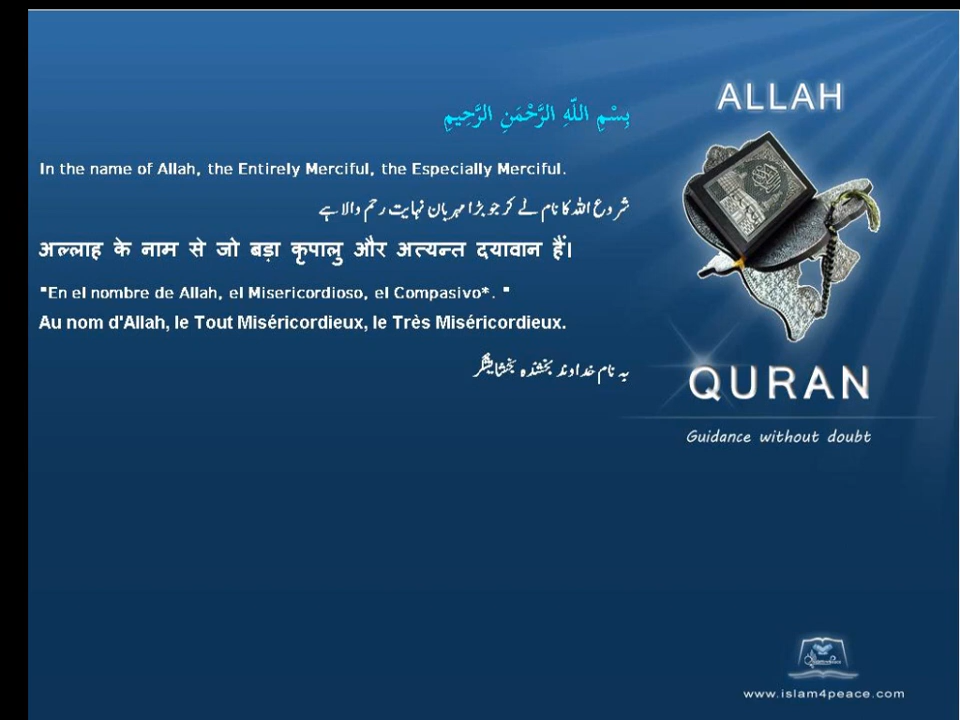 بِسْمِ اللَّهِ الرَّحْمَنِ الرَّحِيمِ
In the name of Allah, the Entirely Merciful, the Especially Merciful.
شروع اللہ کا نام لے کر جو بڑا مہربان نہایت رحم والا ہے
अल्लाह के नाम से जो बड़ा कृपालु और अत्यन्त दयावान हैं।
"En el nombre de Allah, el Misericordioso, el Compasivo*. "
Au nom d'Allah, le Tout Miséricordieux, le Très Miséricordieux.
به نام خداوند بخشنده بخشایشگر
ALLAH
QURAN
Guidance without doubt
www.islam4peace.com